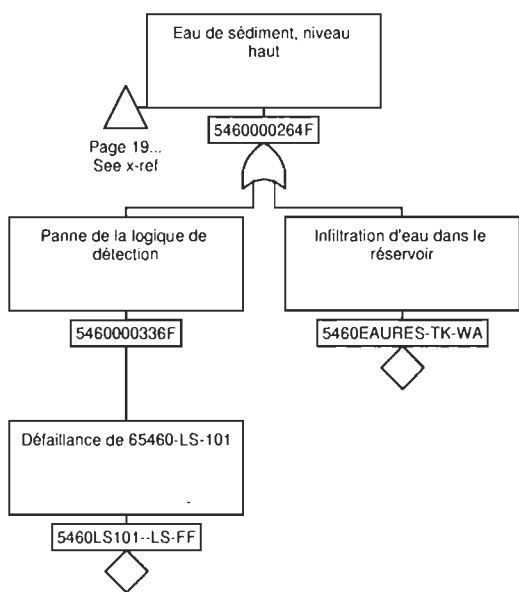 Eau de sédiment, niveau
haut
5460000264F
Page 19...
See x-ref
Panne de la logique de
détection
Infiltration d'eau dans le
réservoir
5460000336F
5460EAURES-TK-WA
Défaillance de 65460-LS-101
5460LS101--LS-FF